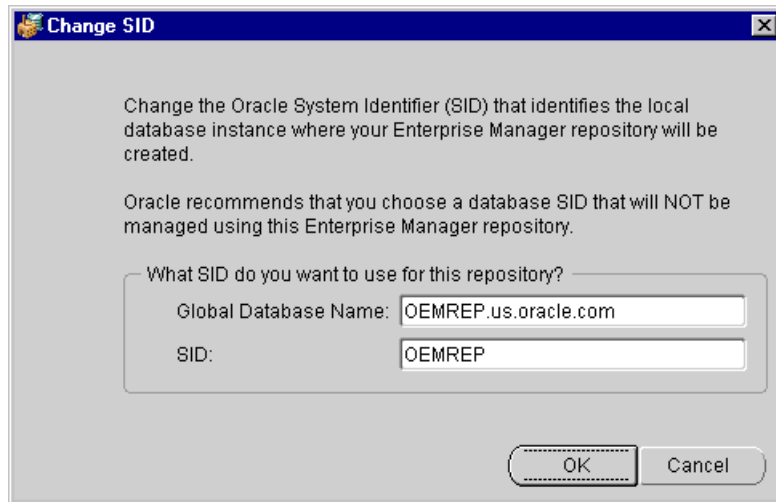 Change SID
Change the Oracle System Identifier (SID) that identifies the local
database instance where your Enterprise Manager repository will be
created.
Oracle recommends that you choose a database SID that will NOT be
managed using this Enterprise Manager repository.
What SID do you want to use for this repository?
Global Database Name: OEMREP.us.oracle.com
SID: OEMREP
OK Cancel